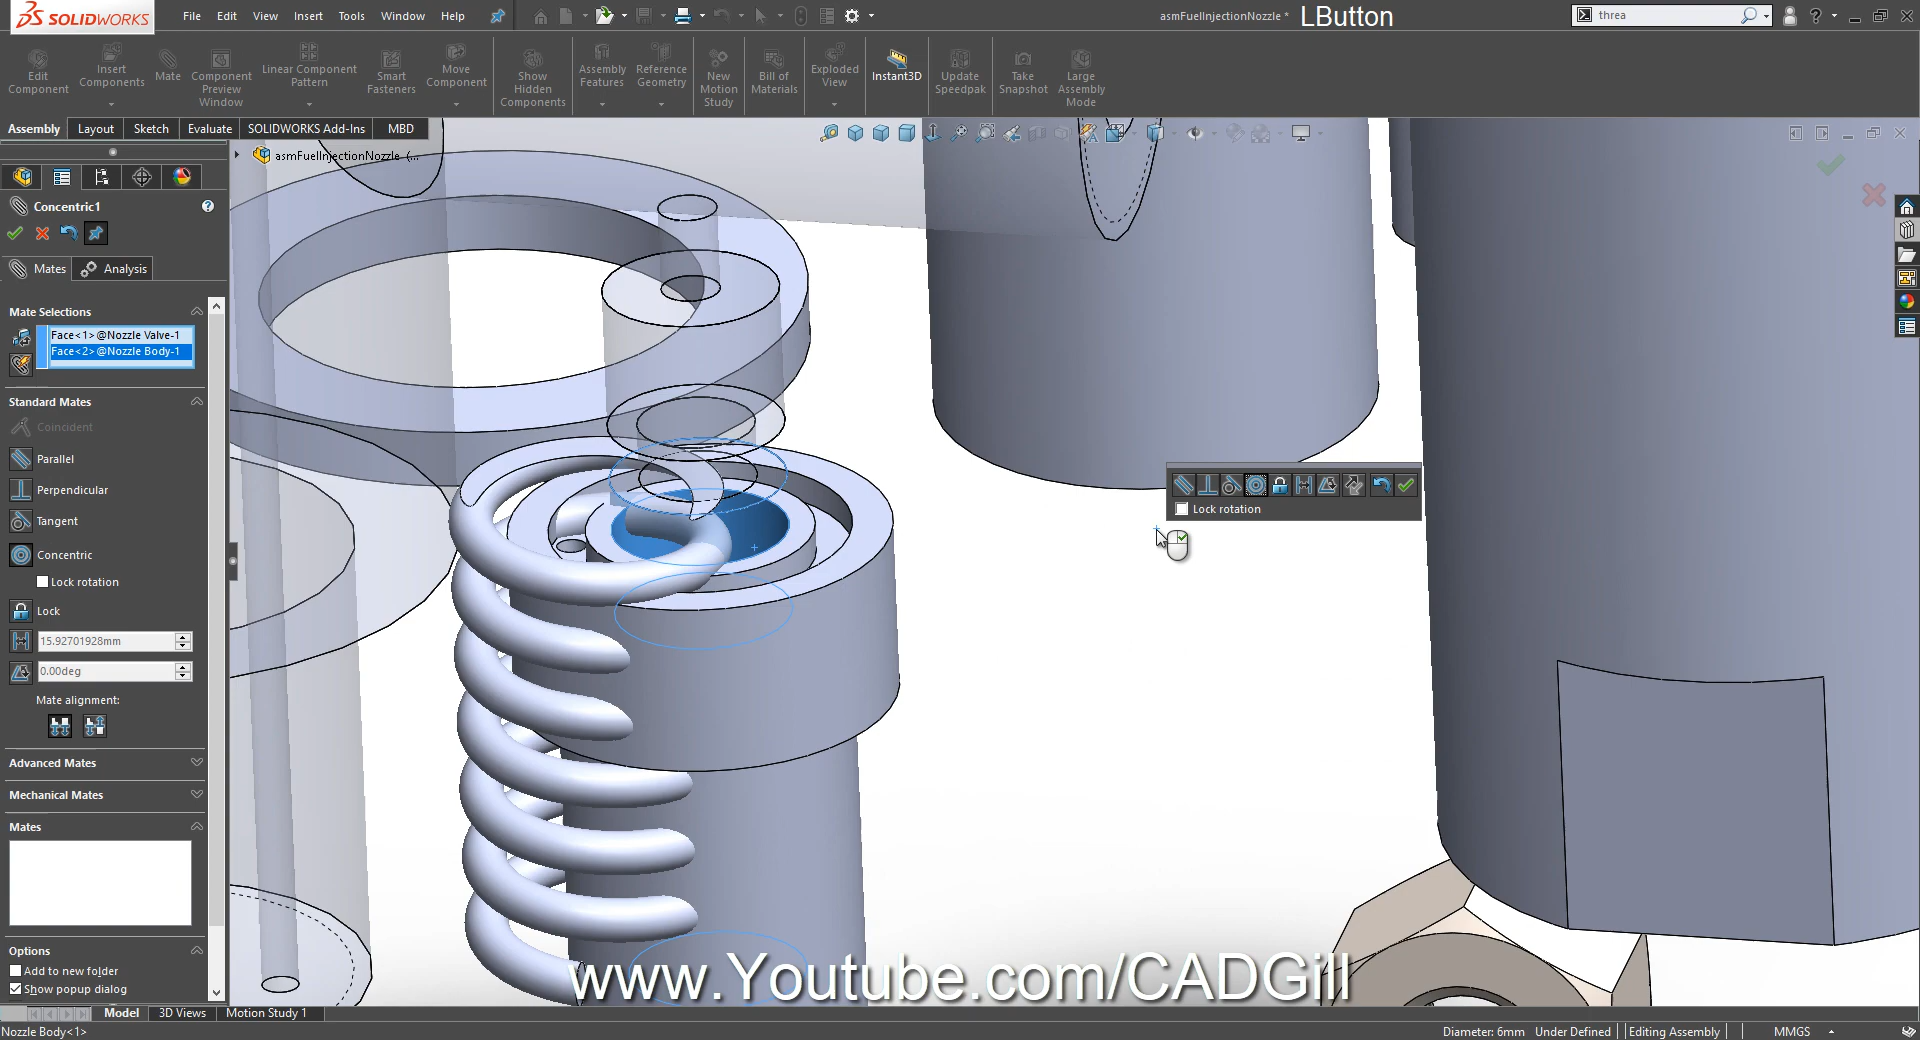 SOLIDWORKS
File Edit View Insert Tools Window Help
asmFuelInjectionNozzle * LButton
threa
Edit Component
Insert Components
Mate
Component Preview Window
Linear Component Pattern
Smart Fasteners
Move Component
Show Hidden Components
Assembly Features
Reference Geometry
New Motion Study
Bill of Materials
Exploded View
Instant3D
Update Speedpak
Take Snapshot
Large Assembly Mode
Assembly Layout Sketch Evaluate SOLIDWORKS Add-Ins MBD
asmFuelInjectionNozzle (...
Concentric1
Mates Analysis
Mate Selections
Face<1>@Nozzle Valve-1
Face<2>@Nozzle Body-1
Standard Mates
Coincident
Parallel
Perpendicular
Tangent
Concentric
Lock rotation
Lock
15.92701928mm
0.00deg
Mate alignment:
Advanced Mates
Mechanical Mates
Mates
Options
Add to new folder
Show popup dialog
Lock rotation
www.Youtube.com/CADGill
Model 3D Views Motion Study 1
Nozzle Body<1>
Diameter: 6mm Under Defined Editing Assembly MMGS